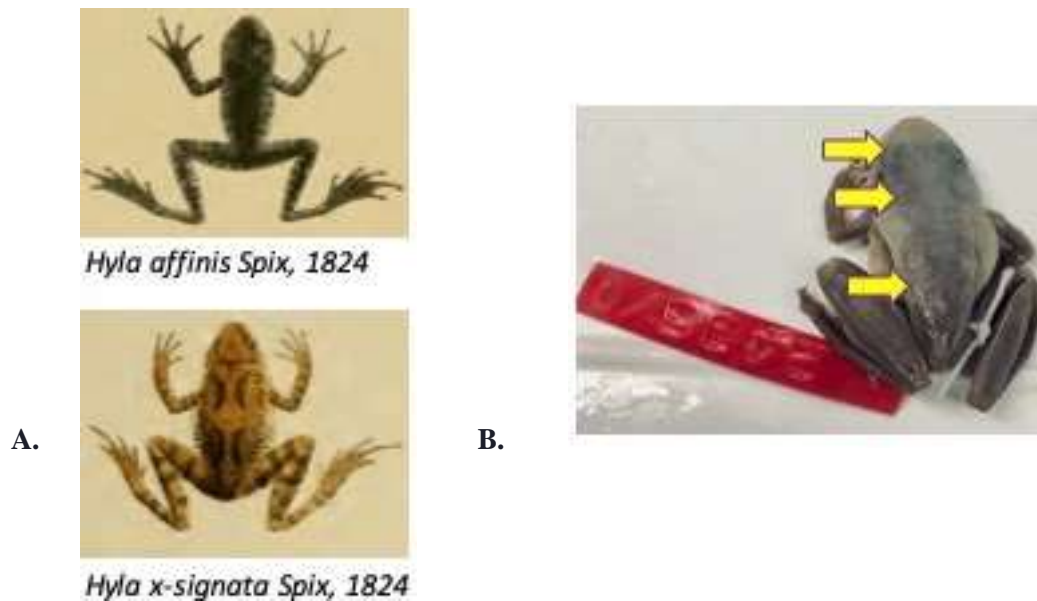 Hyla affinis Spix, 1824
A.
B.
Hyla x-signata Spix, 1824